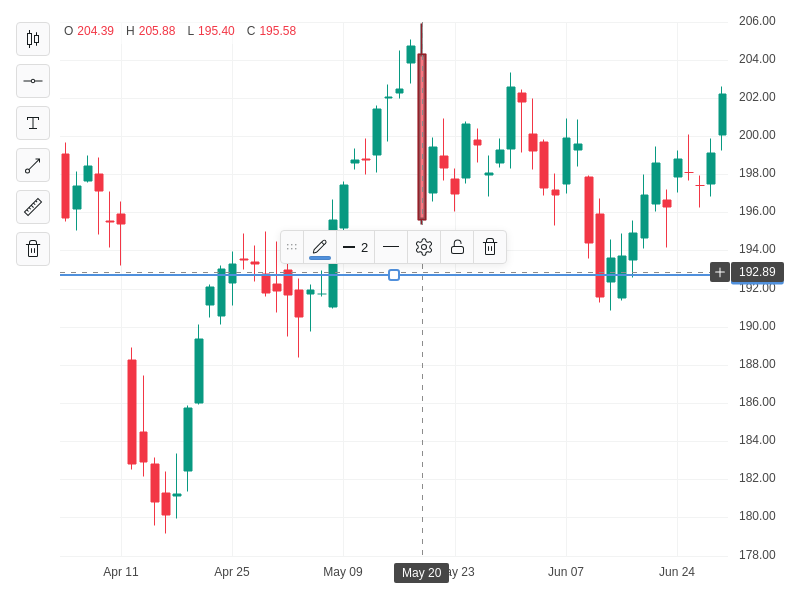 O 204.39 H 205.88 L 195.40 C 195.58
206.00
204.00
202.00
200.00
198.00
196.00
194.00
2
192.89
192.00
190.00
188.00
186.00
184.00
182.00
180.00
178.00
Apr 11
Apr 25
May 09
May 20
ay 23
Jun 07
Jun 24